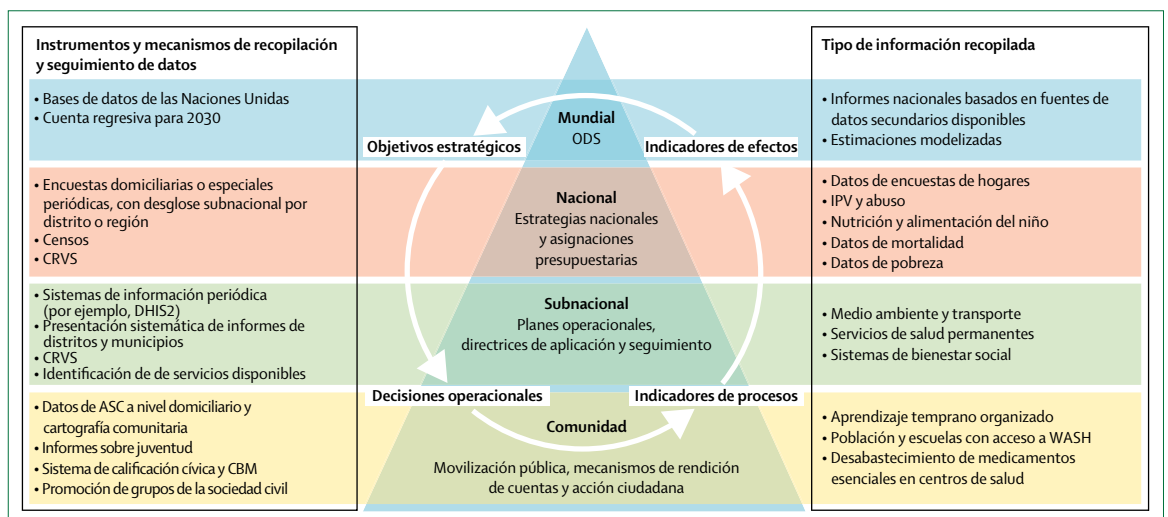 Instrumentos y mecanismos de recopilación
y seguimiento de datos
• Bases de datos de las Naciones Unidas
• Cuenta regresiva para 2030
• Encuestas domiciliarias o especiales
periódicas, con desglose subnacional por
distrito o región
• Censos
• CRVS
• Sistemas de información periódica
(por ejemplo, DHIS2)
• Presentación sistemática de informes de
distritos y municipios
• CRVS
• Identificación de de servicios disponibles
• Datos de ASC a nivel domiciliario y
cartografía comunitaria
• Informes sobre juventud
• Sistema de calificación cívica y CBM
• Promoción de grupos de la sociedad civil
Mundial
ODS
Objetivos estratégicos
Indicadores de efectos
Nacional
Estrategias nacionales
y asignaciones
presupuestarias
Subnacional
Planes operacionales,
directrices de aplicación y seguimiento
Decisiones operacionales
Indicadores de procesos
Comunidad
Movilización pública, mecanismos de rendición
de cuentas y acción ciudadana
Tipo de información recopilada
• Informes nacionales basados en fuentes de
datos secundarios disponibles
• Estimaciones modelizadas
• Datos de encuestas de hogares
• IPV y abuso
• Nutrición y alimentación del niño
• Datos de mortalidad
• Datos de pobreza
• Medio ambiente y transporte
• Servicios de salud permanentes
• Sistemas de bienestar social
• Aprendizaje temprano organizado
• Población y escuelas con acceso a WASH
• Desabastecimiento de medicamentos
esenciales en centros de salud